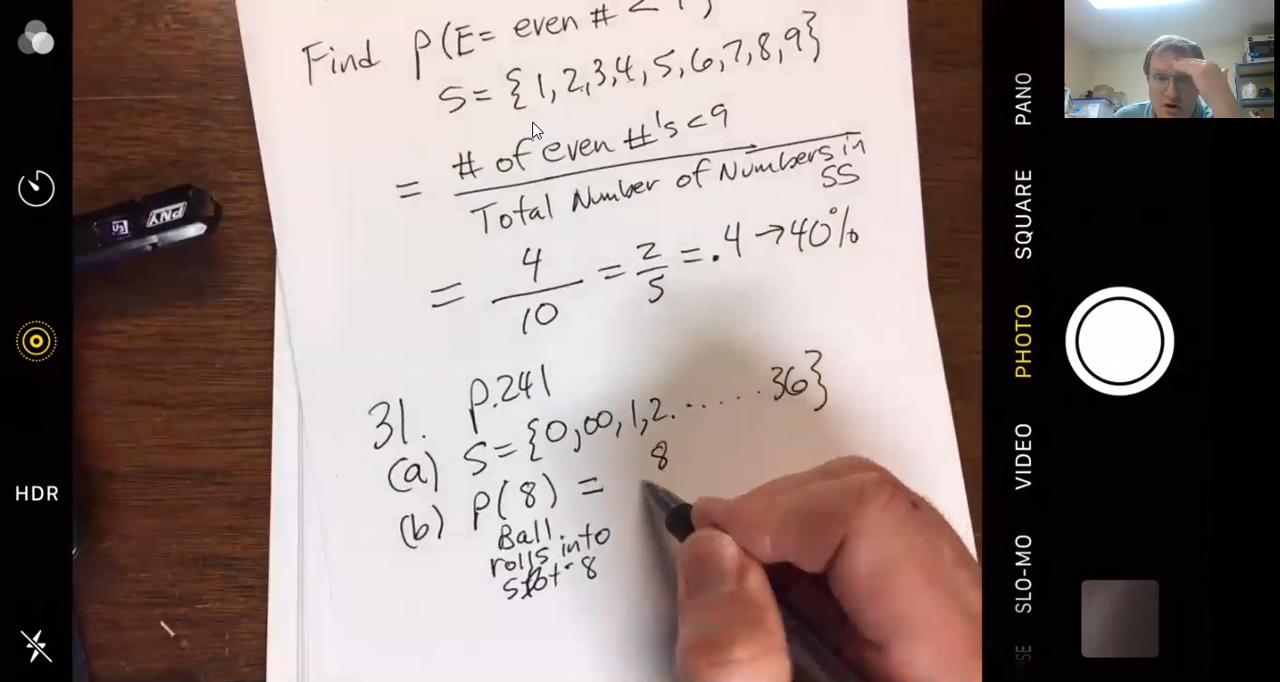 Find P(E= even # <
S= {1,2,3,4,5,6,7,8,9}
= # of even #'s < 9
Total Number of Numbers in
SS
= 4
10
= 2
5
= .4 → 40%
31. p.241
(a) S= {0,00,1,2.......36}
(b) P(8) = 8
Ball
rolls into
slot 8
PNY
HDR
PANO
SQUARE
PHOTO
VIDEO
SLO-MO
SE